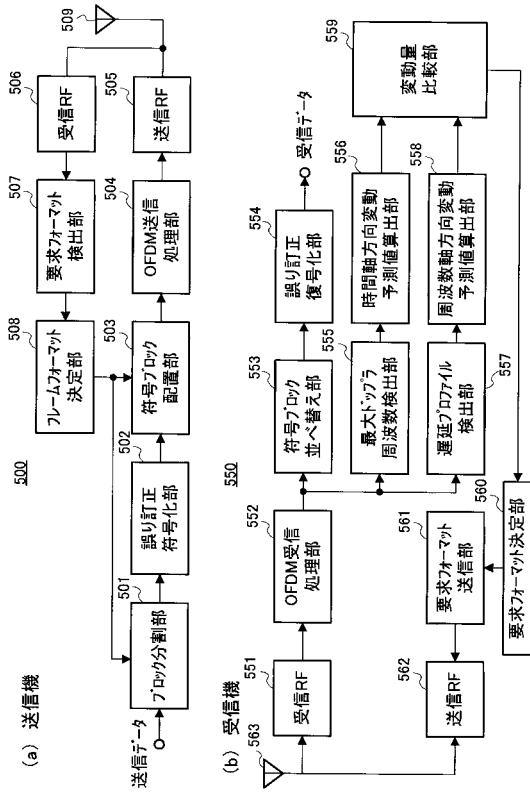 (a) 送信機
500
送信データ
ブロック分割部
501
誤り訂正
符号化部
502
符号ブロック
配置部
503
OFDM送信
処理部
504
送信RF
505
受信RF
506
要求フォーマット
検出部
507
フレームフォーマット
決定部
508
509
(b) 受信機
550
563
受信RF
551
OFDM受信
処理部
552
符号ブロック
並べ替え部
553
誤り訂正
復号化部
554
受信データ
最大ドップラ
周波数検出部
555
時間軸方向変動
予測値算出部
556
遅延プロファイル
検出部
557
周波数軸方向変動
予測値算出部
558
変動量
比較部
559
要求フォーマット決定部
560
要求フォーマット
送信部
561
送信RF
562